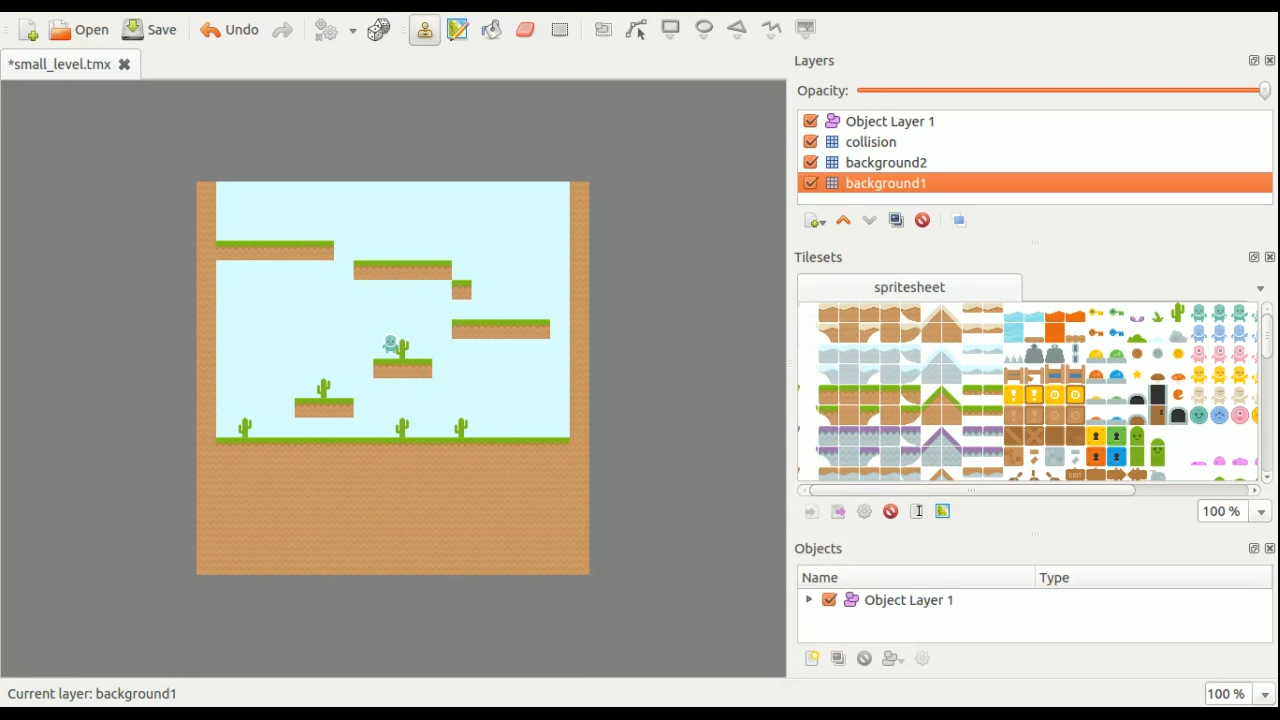 Open Save Undo
*small_level.tmx
Layers
Opacity:
Object Layer 1
collision
background2
background1
Tilesets
spritesheet
EXIT
100 %
Objects
Name Type
Object Layer 1
Current layer: background1
100 %